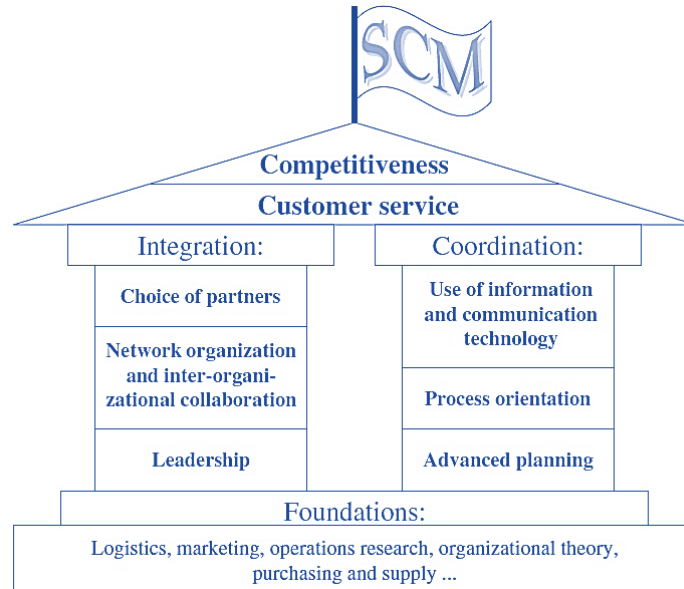 SCM
Competitiveness
Customer service
Integration:
Choice of partners
Network organization
and inter-organi-
zational collaboration
Leadership
Coordination:
Use of information
and communication
technology
Process orientation
Advanced planning
Foundations:
Logistics, marketing, operations research, organizational theory,
purchasing and supply ...